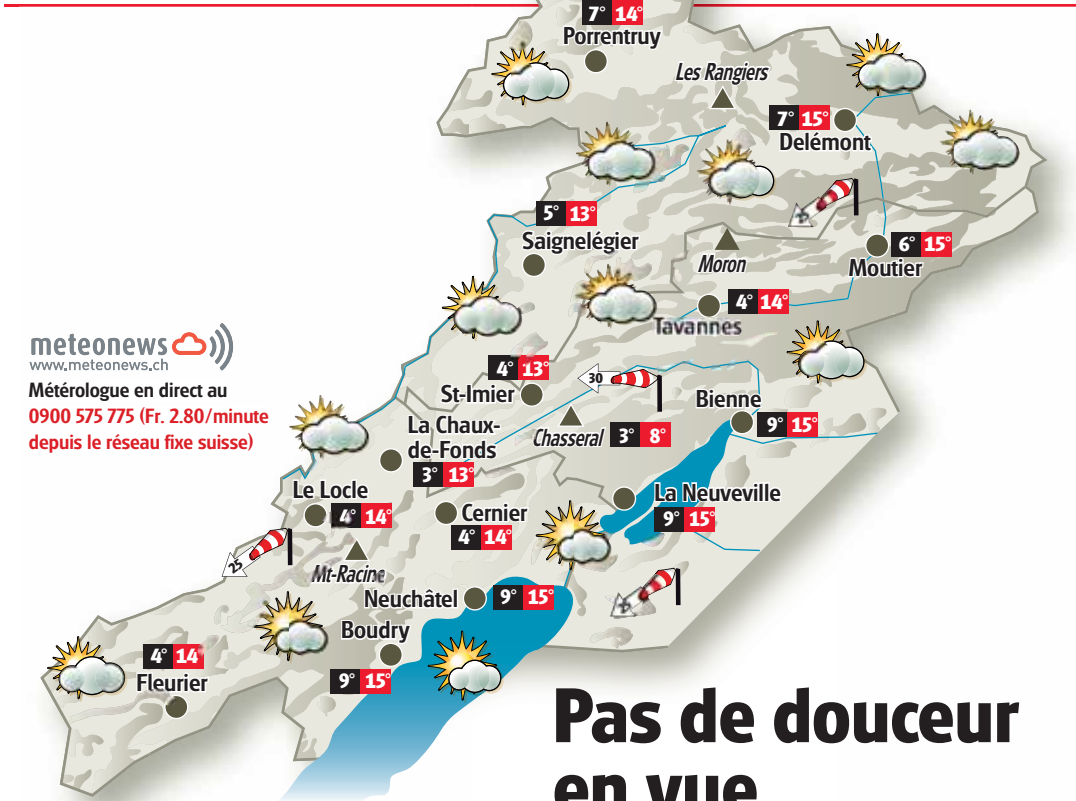 7° 14°
Porrentruy
Les Rangiers
7° 15°
Delémont
5° 13°
Saignelégier
Moron
6° 15°
Moutier
4° 14°
Tavannes
meteonews
www.meteonews.ch
Météorologue en direct au
0900 575 775 (Fr. 2.80/minute
depuis le réseau fixe suisse)
4° 13°
St-Imier
30
Chasseral 3° 8°
Bienne
9° 15°
La Chaux-
de-Fonds
3° 13°
Le Locle
4° 14°
Cernier
4° 14°
La Neuveville
9° 15°
25
Mt-Racine
Neuchâtel 9° 15°
Boudry
9° 15°
4° 14°
Fleurier
Pas de douceur
en vue